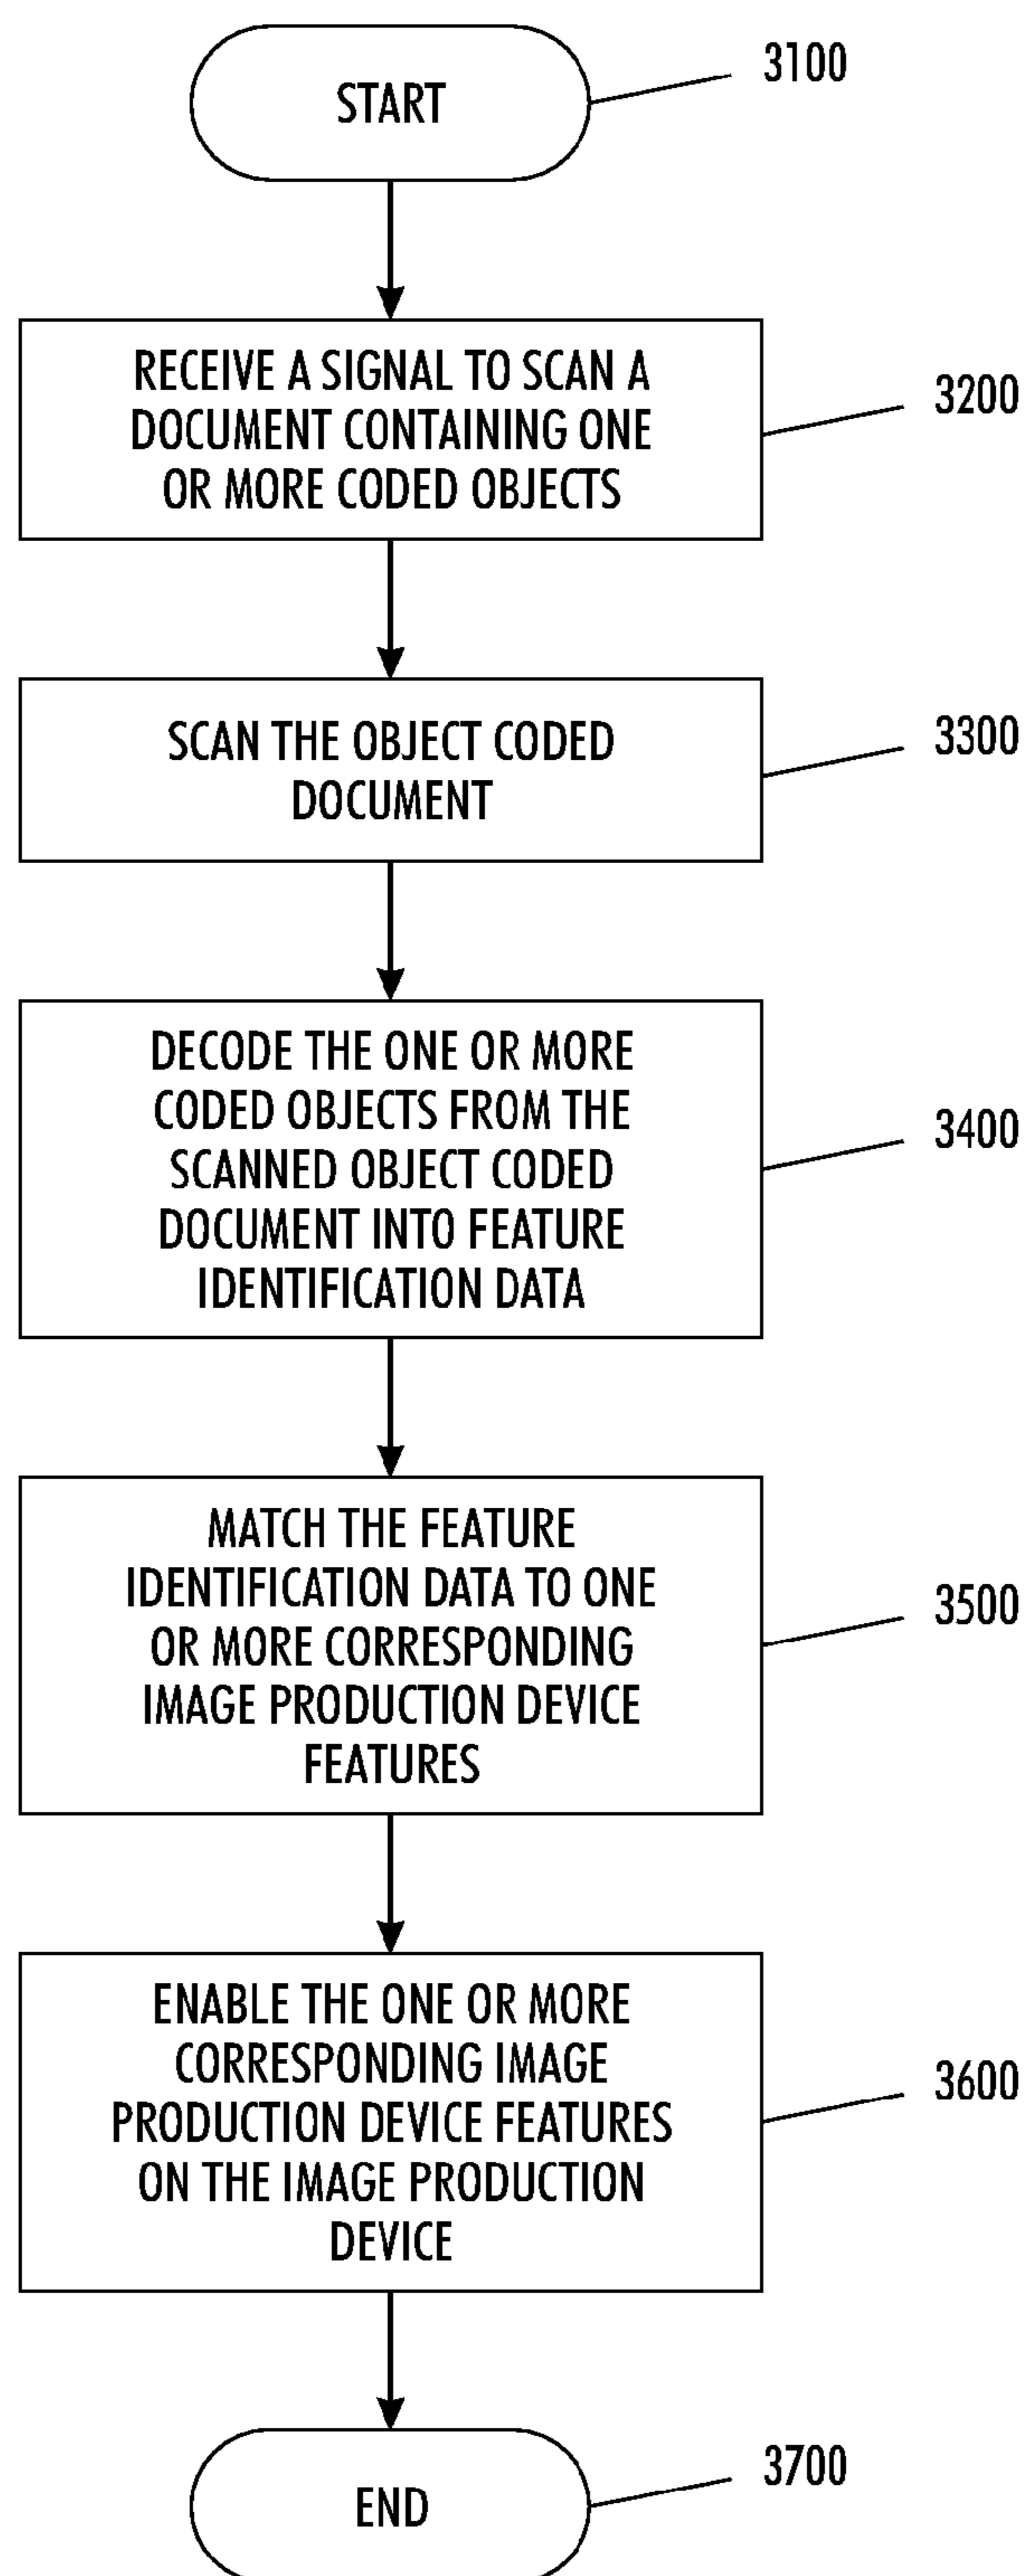 START
3100
RECEIVE A SIGNAL TO SCAN A
DOCUMENT CONTAINING ONE
OR MORE CODED OBJECTS
3200
SCAN THE OBJECT CODED
DOCUMENT
3300
DECODE THE ONE OR MORE
CODED OBJECTS FROM THE
SCANNED OBJECT CODED
DOCUMENT INTO FEATURE
IDENTIFICATION DATA
3400
MATCH THE FEATURE
IDENTIFICATION DATA TO ONE
OR MORE CORRESPONDING
IMAGE PRODUCTION DEVICE
FEATURES
3500
ENABLE THE ONE OR MORE
CORRESPONDING IMAGE
PRODUCTION DEVICE FEATURES
ON THE IMAGE PRODUCTION
DEVICE
3600
END
3700